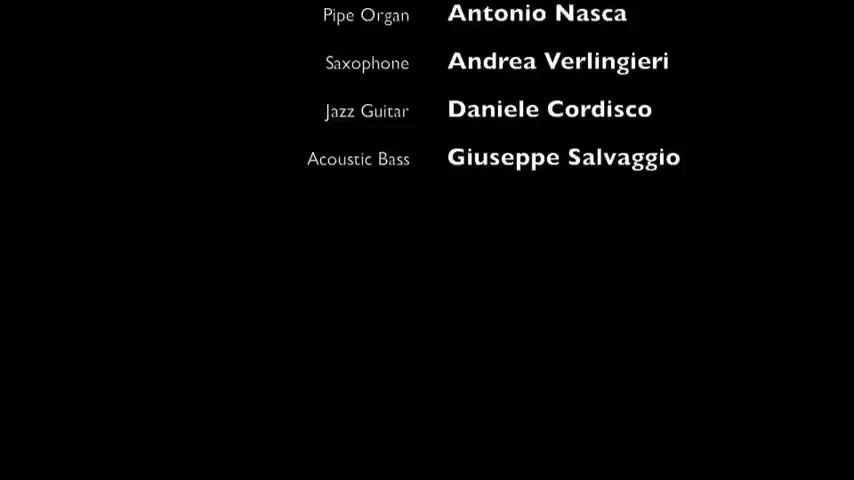 Pipe Organ Antonio Nasca
Saxophone Andrea Verlingieri
Jazz Guitar Daniele Cordisco
Acoustic Bass Giuseppe Salvaggio